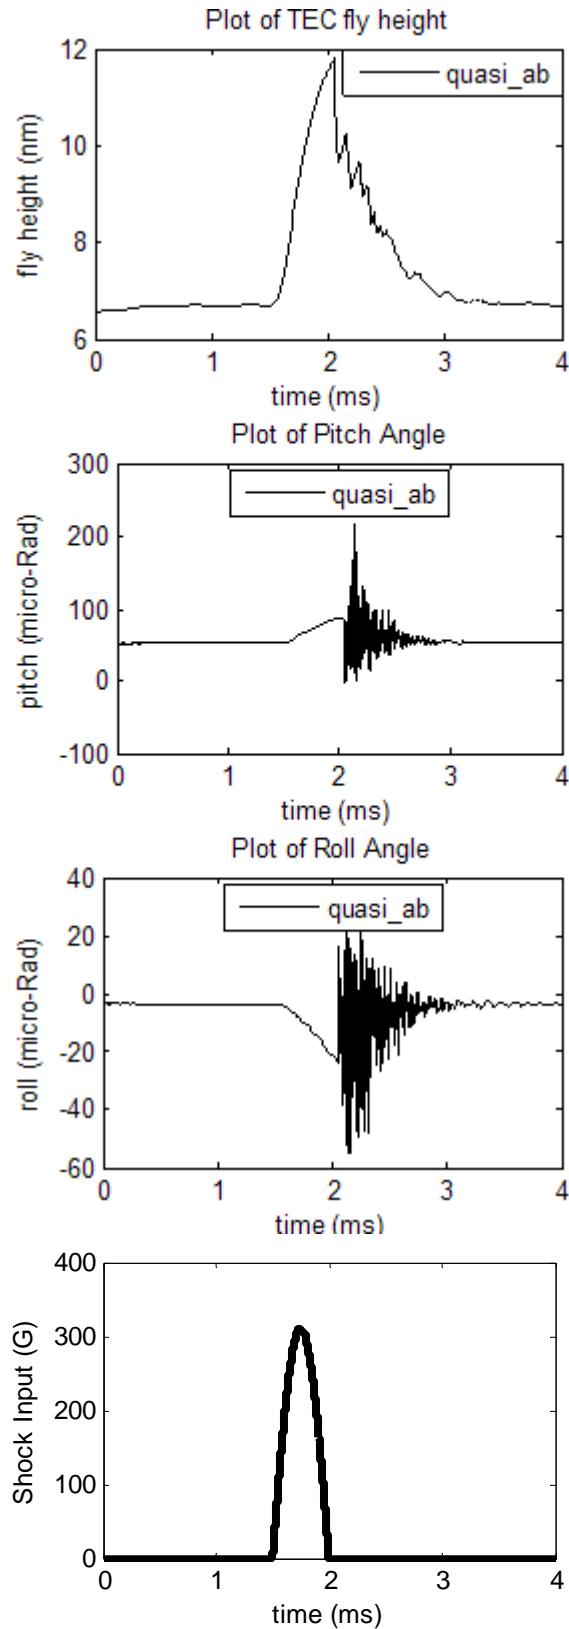 Plot of TEC fly height
12
10
8
6
fly height (nm)
quasi_ab
0 1 2 3 4
time (ms)
Plot of Pitch Angle
300
200
100
0
-100
pitch (micro-Rad)
quasi_ab
0 1 2 3 4
time (ms)
Plot of Roll Angle
40
20
0
-20
-40
-60
roll (micro-Rad)
quasi_ab
0 1 2 3 4
time (ms)
400
300
200
100
0
Shock Input (G)
0 1 2 3 4
time (ms)